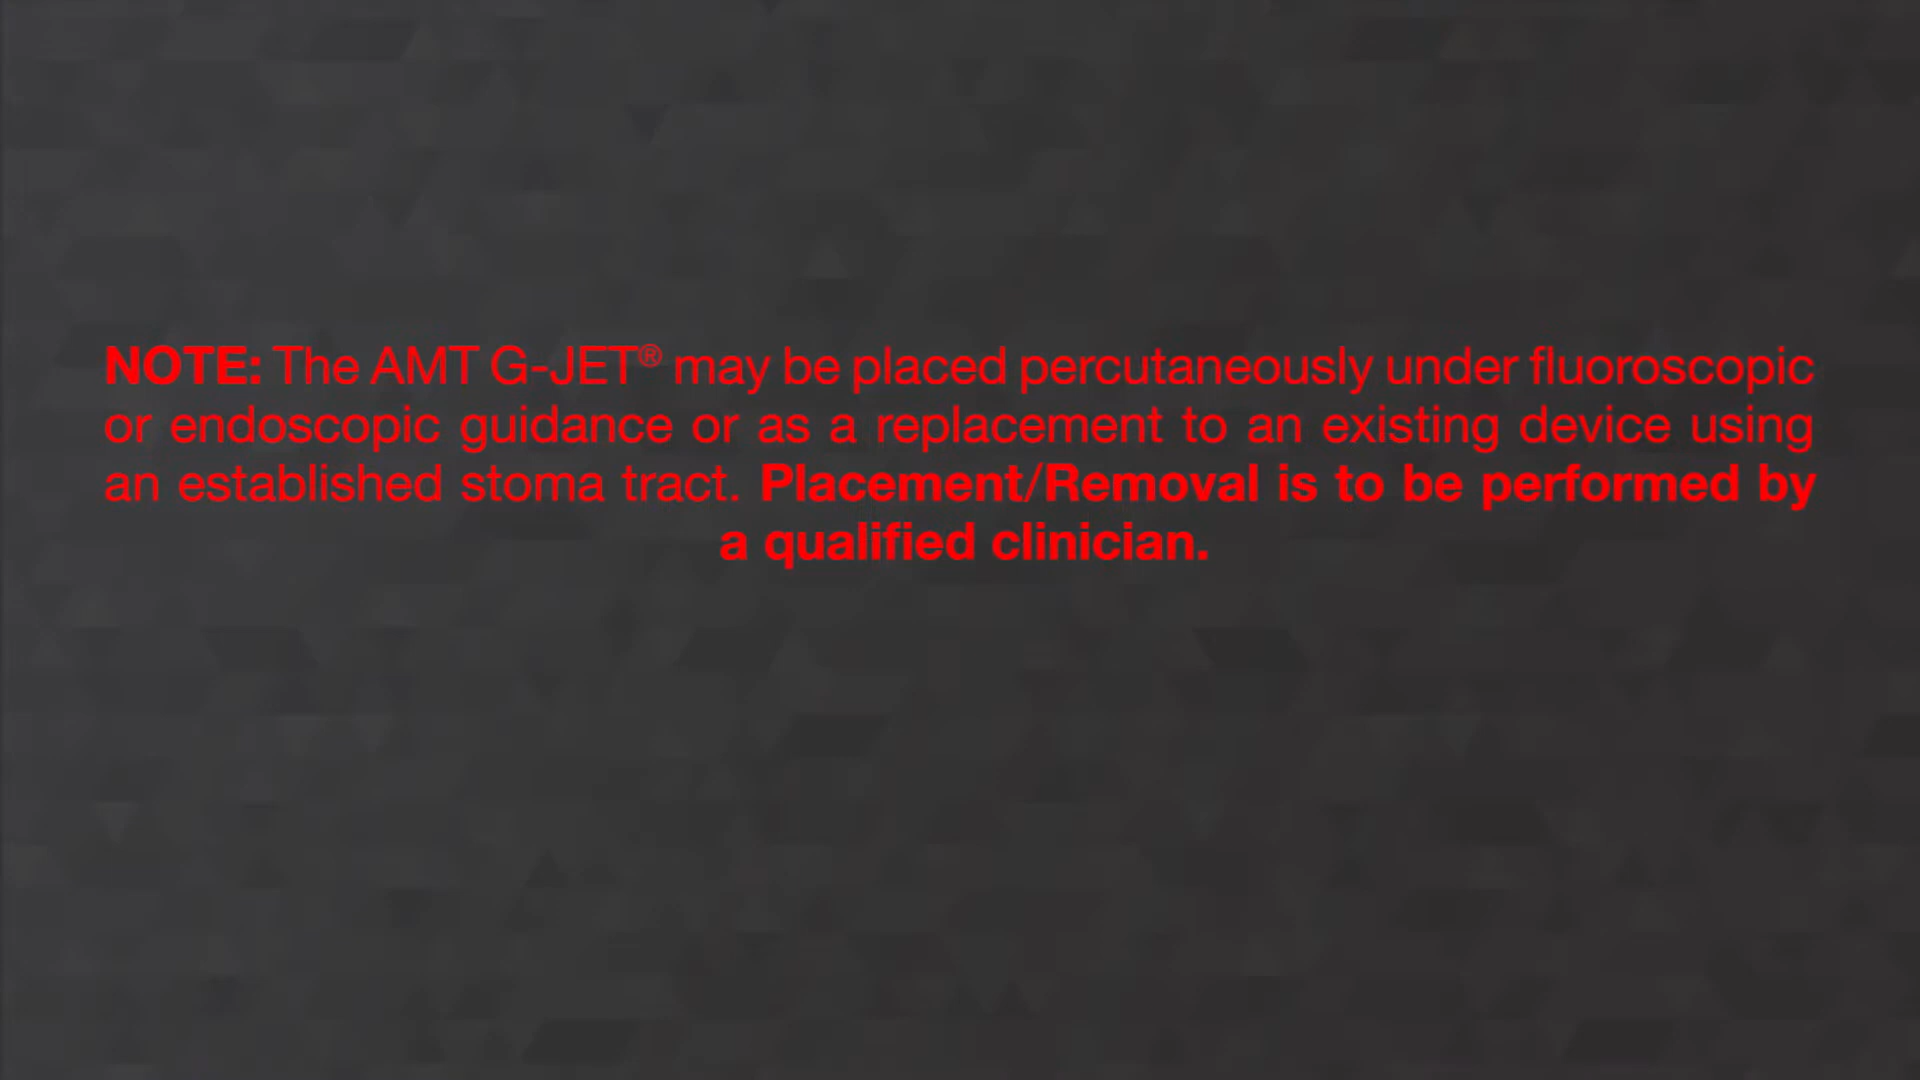 NOTE: The AMT G-JET® may be placed percutaneously under fluoroscopic
or endoscopic guidance or as a replacement to an existing device using
an established stoma tract. Placement/Removal is to be performed by
a qualified clinician.